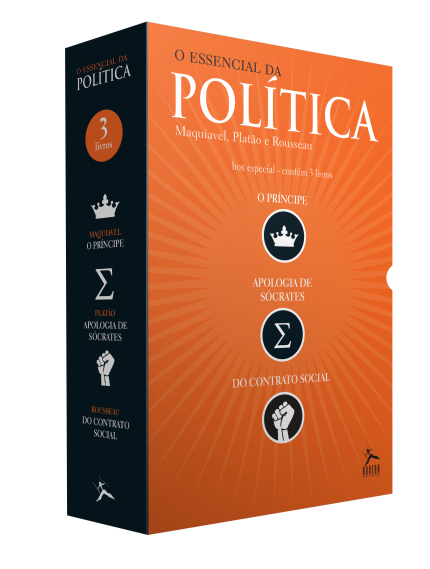 O ESSENCIAL DA
POLÍTICA
3
livros
MAQUIAVEL
O PRÍNCIPE
Σ
PLATÃO
APOLOGIA DE
SÓCRATES
ROUSSEAU
DO CONTRATO
SOCIAL
O ESSENCIAL DA
POLÍTICA
Maquiavel, Platão e Rousseau
box especial - contém 3 livros
O PRÍNCIPE
APOLOGIA DE
SÓCRATES
Σ
DO CONTRATO SOCIAL